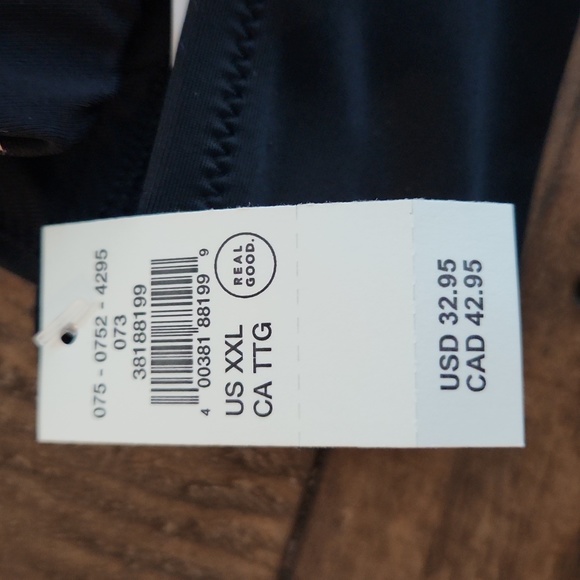 075 - 0752 - 4295
073
38188199
4 00381 88199 9
REAL
GOOD.
US XXL
CA TTG
USD 32.95
CAD 42.95